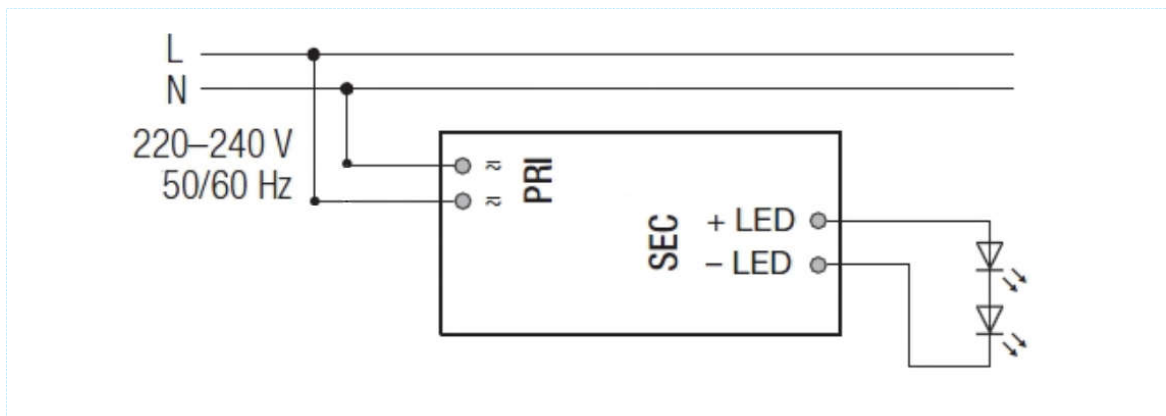 L
N
220–240 V
50/60 Hz
≈ PRI
≈
SEC
+ LED
– LED